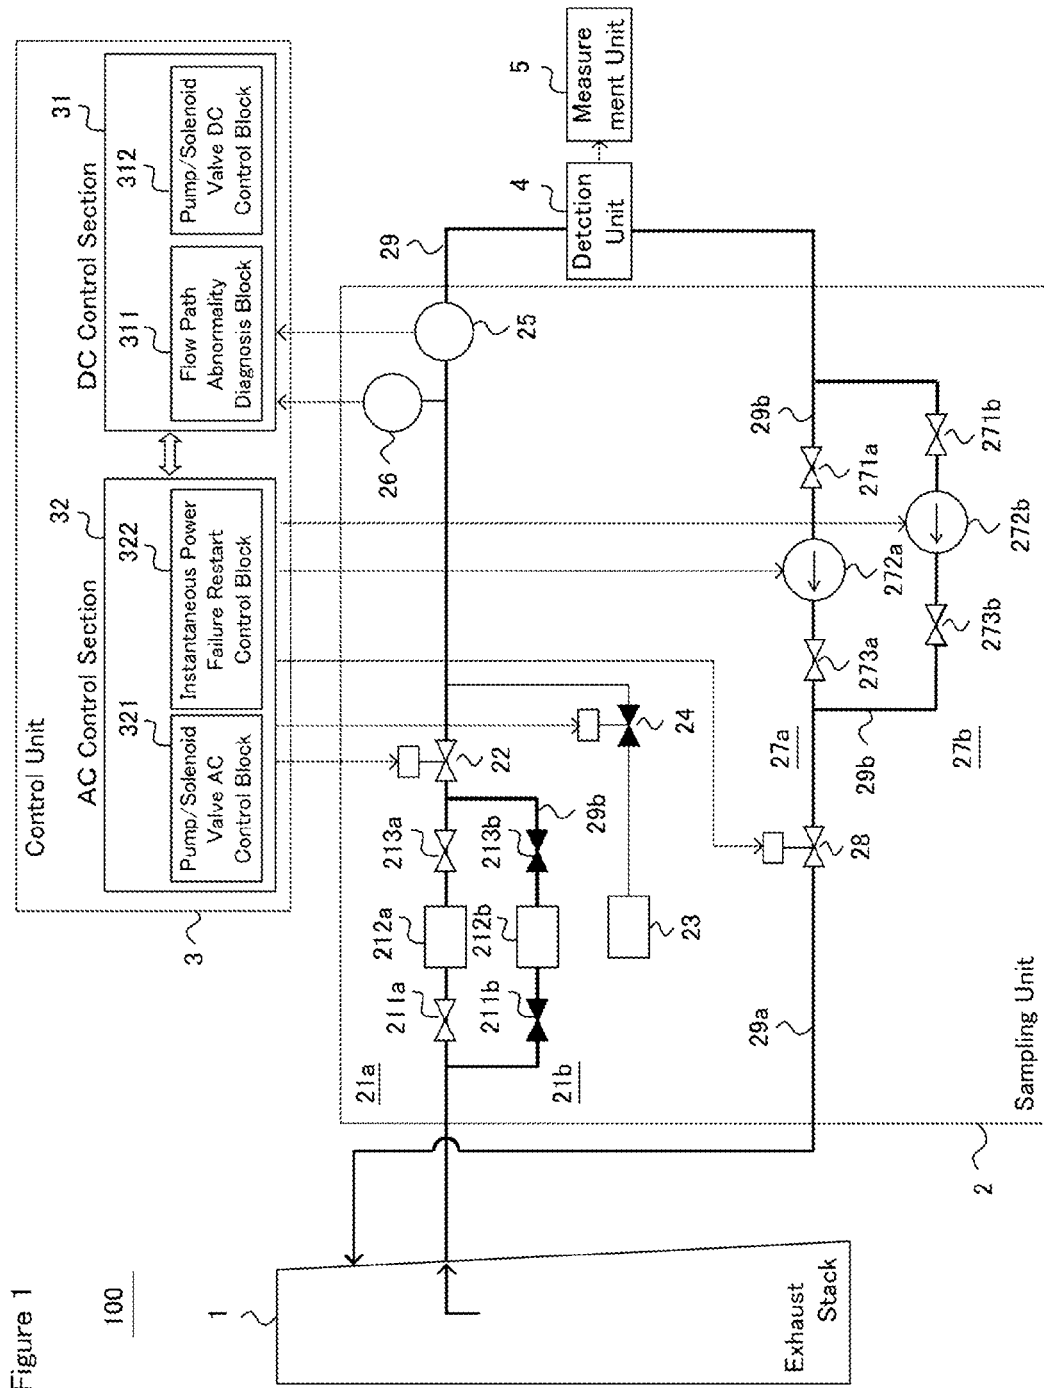 Figure 1
100
Control Unit
3
AC Control Section
32
321
Pump/Solenoid
Valve AC
Control Block
322
Instantaneous Power
Failure Restart
Control Block
DC Control Section
31
311
Flow Path
Abnormality
Diagnosis Block
312
Pump/Solenoid
Valve DC
Control Block
1
Exhaust
Stack
21a
211a
212a
213a
22
26
25
29
4
Detction
Unit
5
Measure
ment Unit
21b
211b
212b
213b
29b
23
24
29a
28
27a
273a
272a
271a
29b
29b
27b
273b
272b
271b
2
Sampling Unit